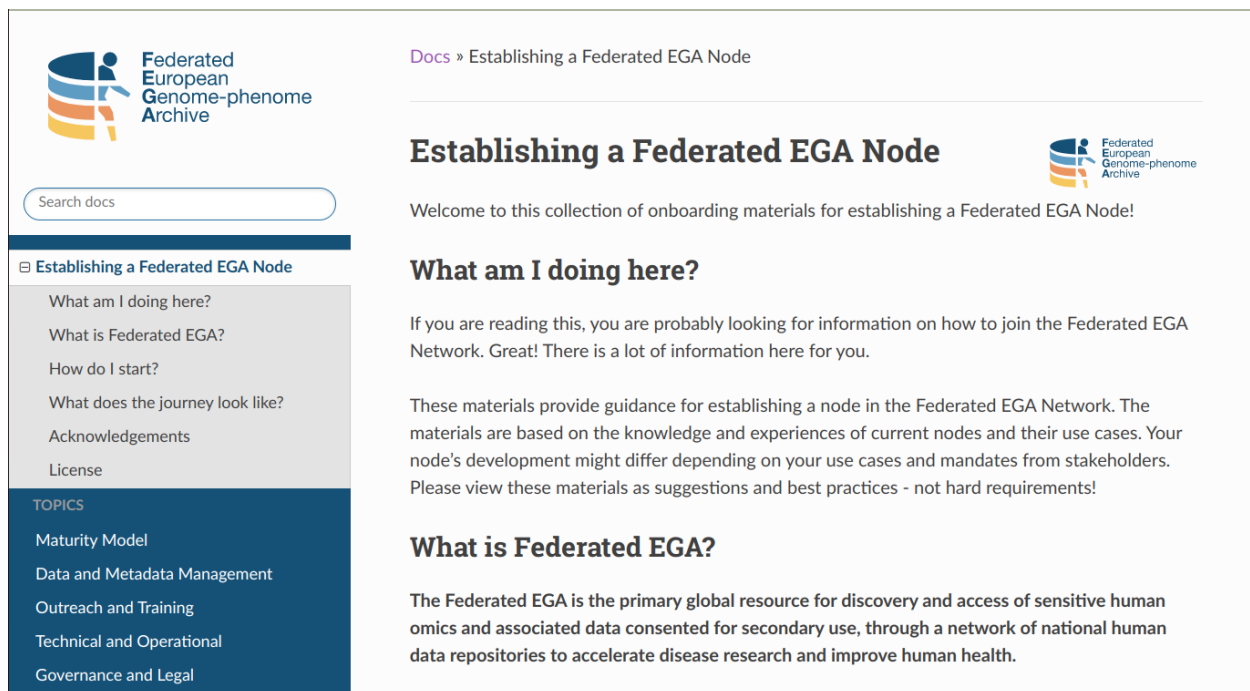 Federated
European
Genome-phenome
Archive
Search docs
Establishing a Federated EGA Node
What am I doing here?
What is Federated EGA?
How do I start?
What does the journey look like?
Acknowledgements
License
TOPICS
Maturity Model
Data and Metadata Management
Outreach and Training
Technical and Operational
Governance and Legal
Docs » Establishing a Federated EGA Node
Establishing a Federated EGA Node
Federated
European
Genome-phenome
Archive
Welcome to this collection of onboarding materials for establishing a Federated EGA Node!
What am I doing here?
If you are reading this, you are probably looking for information on how to join the Federated EGA
Network. Great! There is a lot of information here for you.
These materials provide guidance for establishing a node in the Federated EGA Network. The
materials are based on the knowledge and experiences of current nodes and their use cases. Your
node's development might differ depending on your use cases and mandates from stakeholders.
Please view these materials as suggestions and best practices - not hard requirements!
What is Federated EGA?
The Federated EGA is the primary global resource for discovery and access of sensitive human
omics and associated data consented for secondary use, through a network of national human
data repositories to accelerate disease research and improve human health.